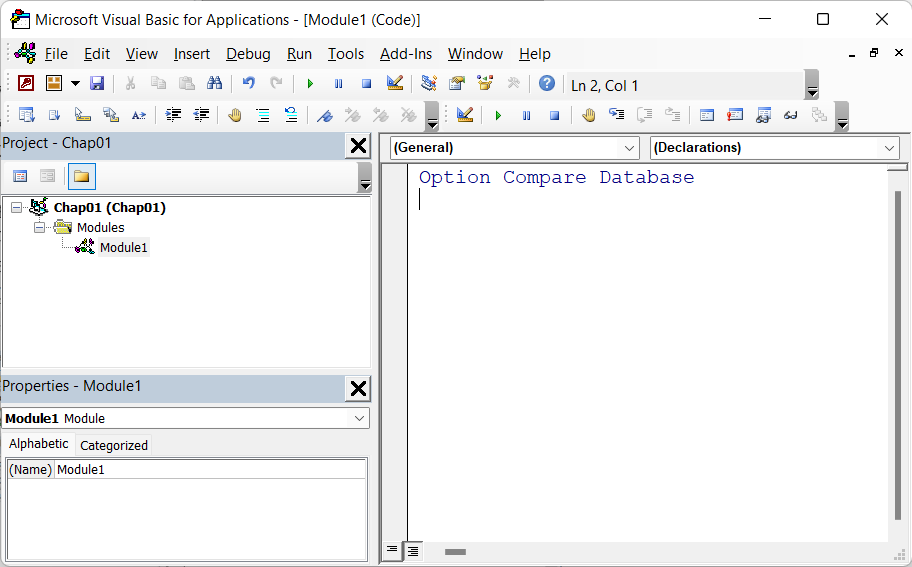 Microsoft Visual Basic for Applications - [Module1 (Code)]
File Edit View Insert Debug Run Tools Add-Ins Window Help
Ln 2, Col 1
Project - Chap01
(General) (Declarations)
Option Compare Database
Chap01 (Chap01)
Modules
Module1
Properties - Module1
Module1 Module
Alphabetic Categorized
(Name) Module1